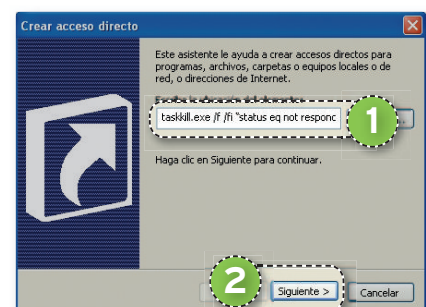 Crear acceso directo
Este asistente le ayuda a crear accesos directos para
programas, archivos, carpetas o equipos locales o de
red, o direcciones de Internet.
taskkill.exe /f /fi "status eq not responc
1
Haga clic en Siguiente para continuar.
2
Siguiente >
Cancelar